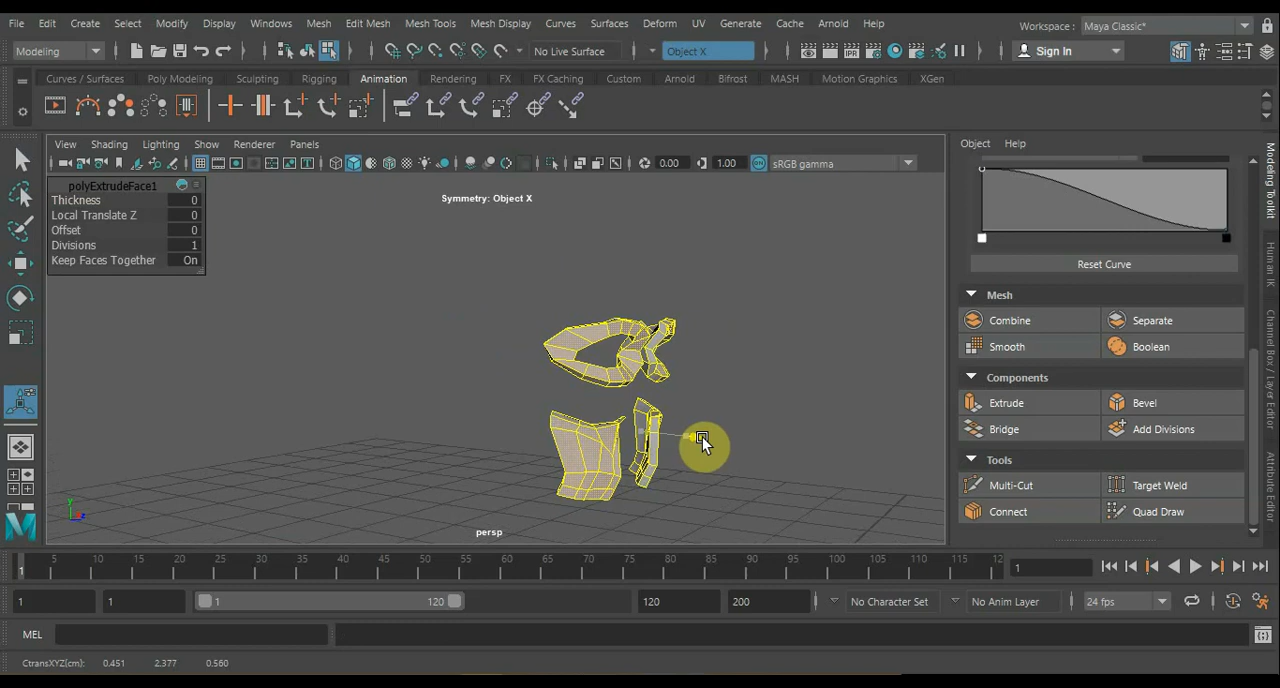 File Edit Create Select Modify Display Windows Mesh Edit Mesh Mesh Tools Mesh Display Curves Surfaces Deform UV Generate Cache Arnold Help
Workspace : Maya Classic*
Modeling
No Live Surface
Object X
Sign In
Curves / Surfaces Poly Modeling Sculpting Rigging Animation Rendering FX FX Caching Custom Arnold Bifrost MASH Motion Graphics XGen
View Shading Lighting Show Renderer Panels
IPR
0.00 1.00 ON sRGB gamma
polyExtrudeFace1
Thickness 0
Local Translate Z 0
Offset 0
Divisions 1
Keep Faces Together On
Symmetry: Object X
persp
y
Object Help
Reset Curve
Mesh
Combine Separate
Smooth Boolean
Components
Extrude Bevel
Bridge Add Divisions
Tools
Multi-Cut Target Weld
Connect Quad Draw
Modeling Toolkit
Human IK
Channel Box / Layer Editor
Attribute Editor
1 5 10 15 20 25 30 35 40 45 50 55 60 65 70 75 80 85 90 95 100 105 110 115 12
1
1 1 1 120 120 200 No Character Set No Anim Layer 24 fps
MEL
CtransXYZ(cm): 0.451 2.377 0.560